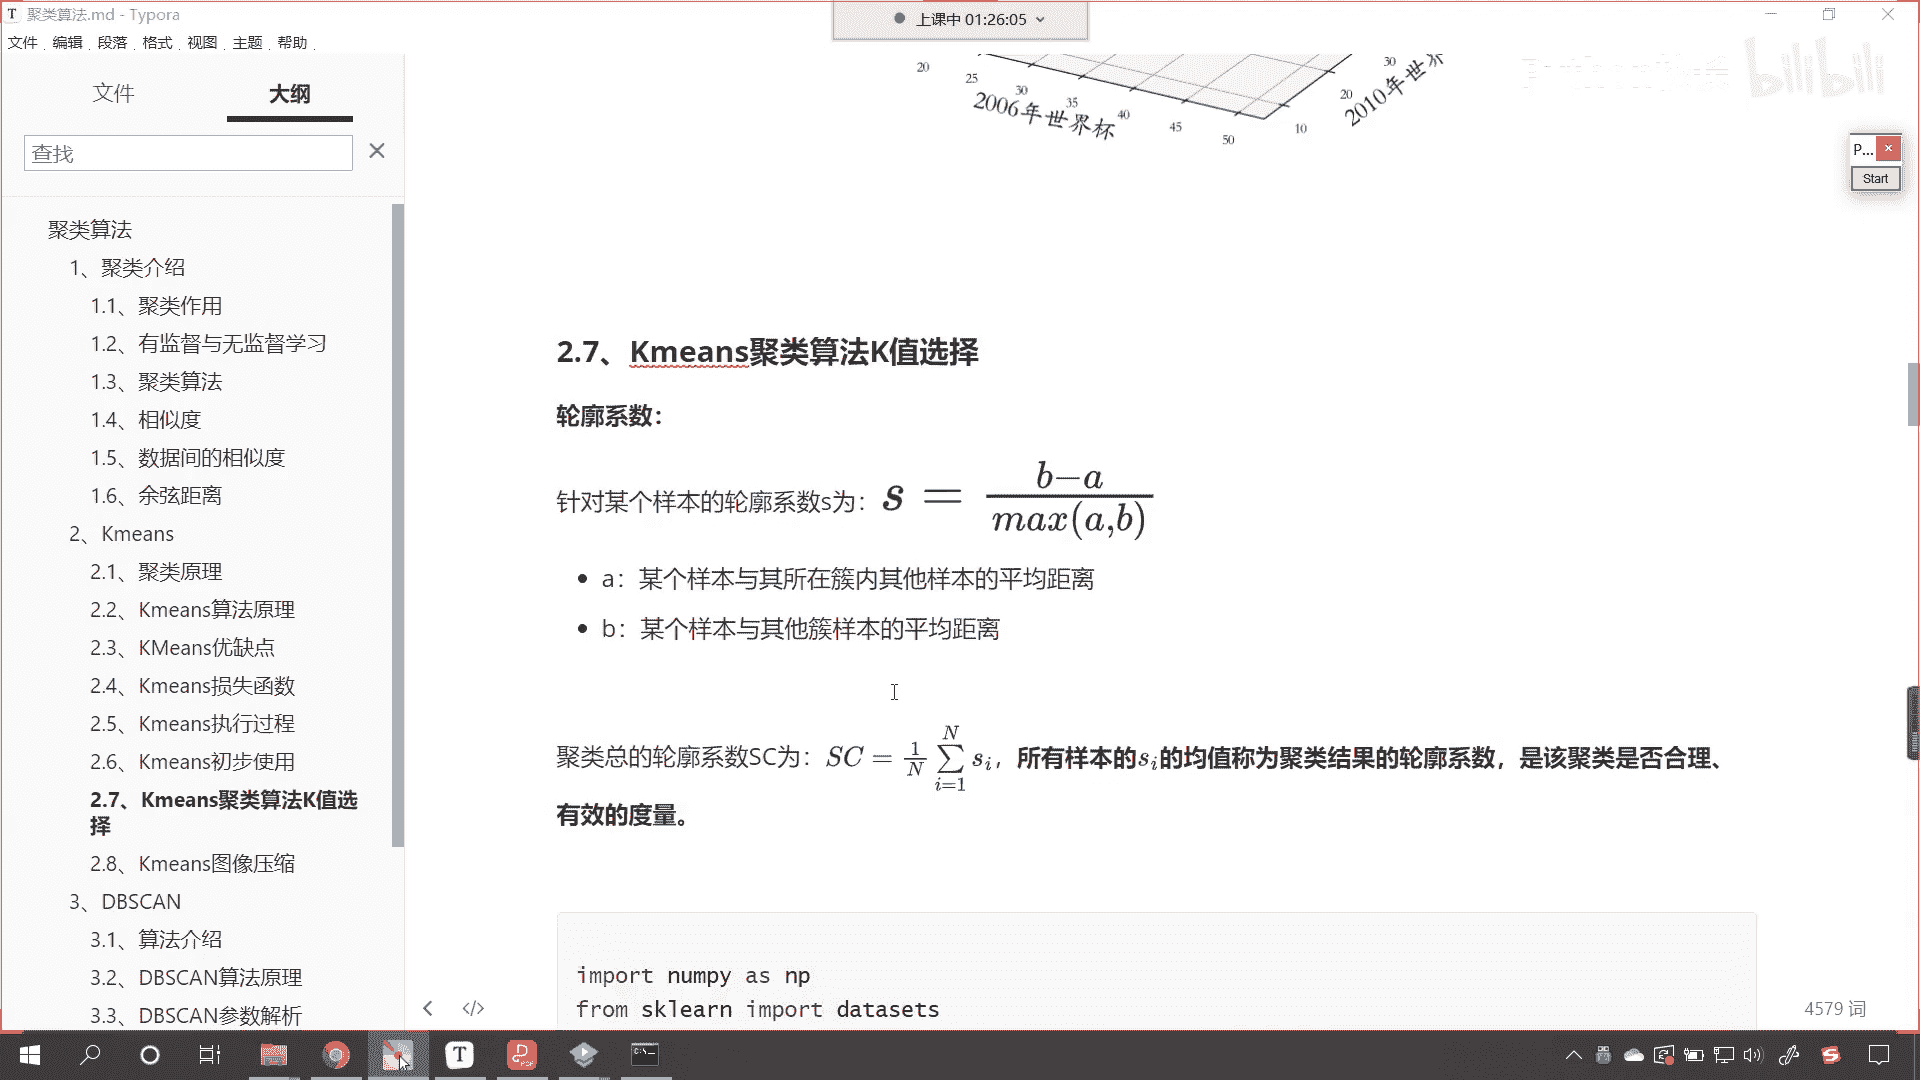 聚类算法.md - Typora
上课中 01:26:05
文件 编辑 段落 格式 视图 主题 帮助
文件 大纲
查找
聚类算法
1、聚类介绍
1.1、聚类作用
1.2、有监督与无监督学习
1.3、聚类算法
1.4、相似度
1.5、数据间的相似度
1.6、余弦距离
2、Kmeans
2.1、聚类原理
2.2、Kmeans算法原理
2.3、KMeans优缺点
2.4、Kmeans损失函数
2.5、Kmeans执行过程
2.6、Kmeans初步使用
2.7、Kmeans聚类算法K值选
择
2.8、Kmeans图像压缩
3、DBSCAN
3.1、算法介绍
3.2、DBSCAN算法原理
3.3、DBSCAN参数解析
20 25 30 35 40 45 50
2006年世界杯
10 20 30
2010年世界
bilibili
P...
Start
2.7、Kmeans聚类算法K值选择
轮廓系数：
针对某个样本的轮廓系数s为： s = b−a / max(a,b)
a：某个样本与其所在簇内其他样本的平均距离
b：某个样本与其他簇样本的平均距离
聚类总的轮廓系数SC为： SC = 1/N ∑_{i=1}^{N} s_i，所有样本的s_i的均值称为聚类结果的轮廓系数，是该聚类是否合理、
有效的度量。
import numpy as np
from sklearn import datasets
4579 词